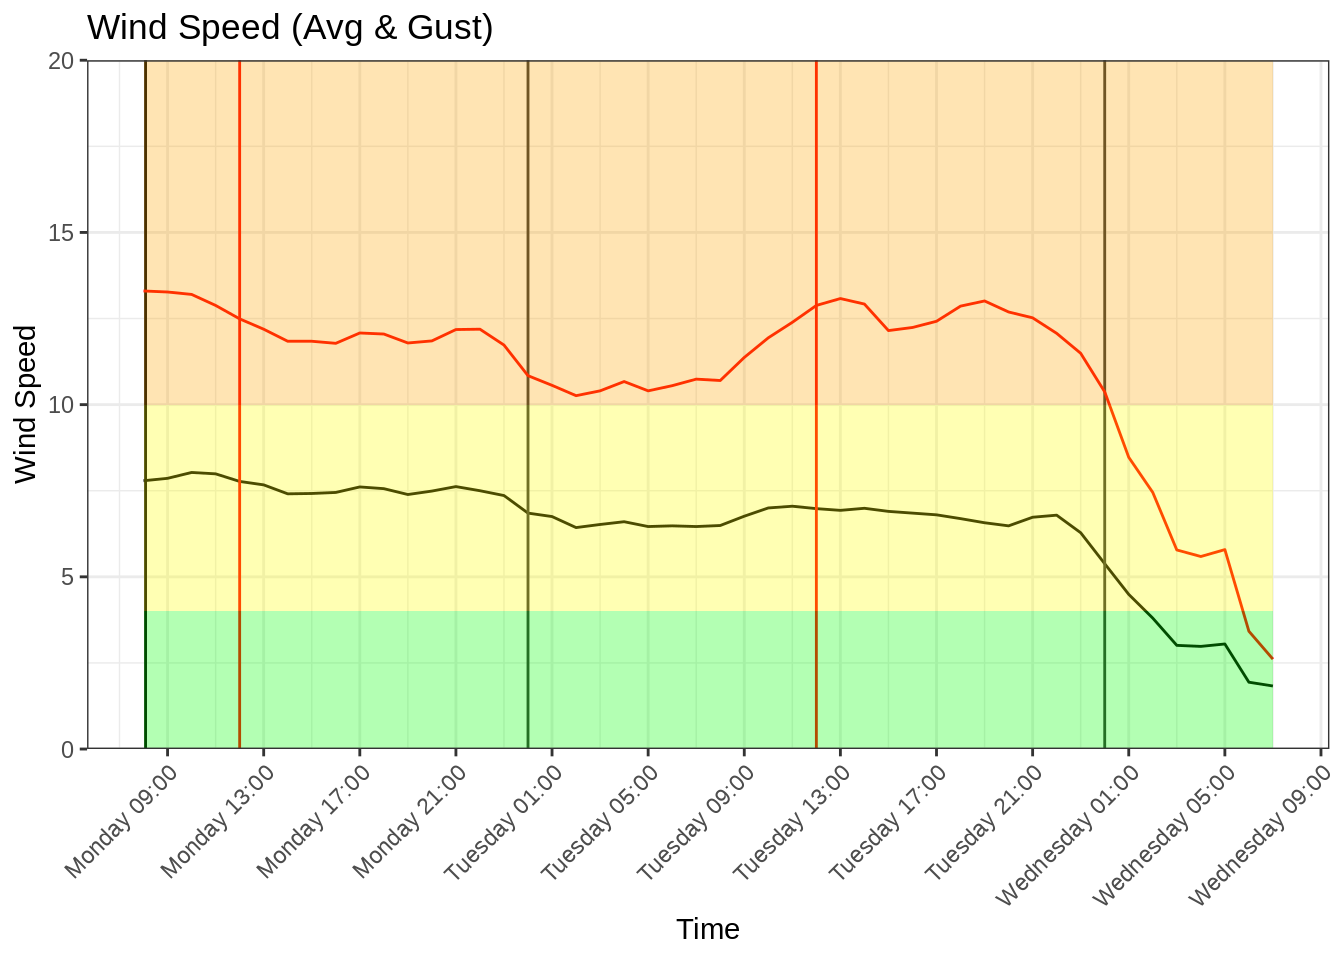 Wind Speed (Avg & Gust)
20
15
10
5
0
Wind Speed
Monday 09:00
Monday 13:00
Monday 17:00
Monday 21:00
Tuesday 01:00
Tuesday 05:00
Tuesday 09:00
Tuesday 13:00
Tuesday 17:00
Tuesday 21:00
Wednesday 01:00
Wednesday 05:00
Wednesday 09:00
Time